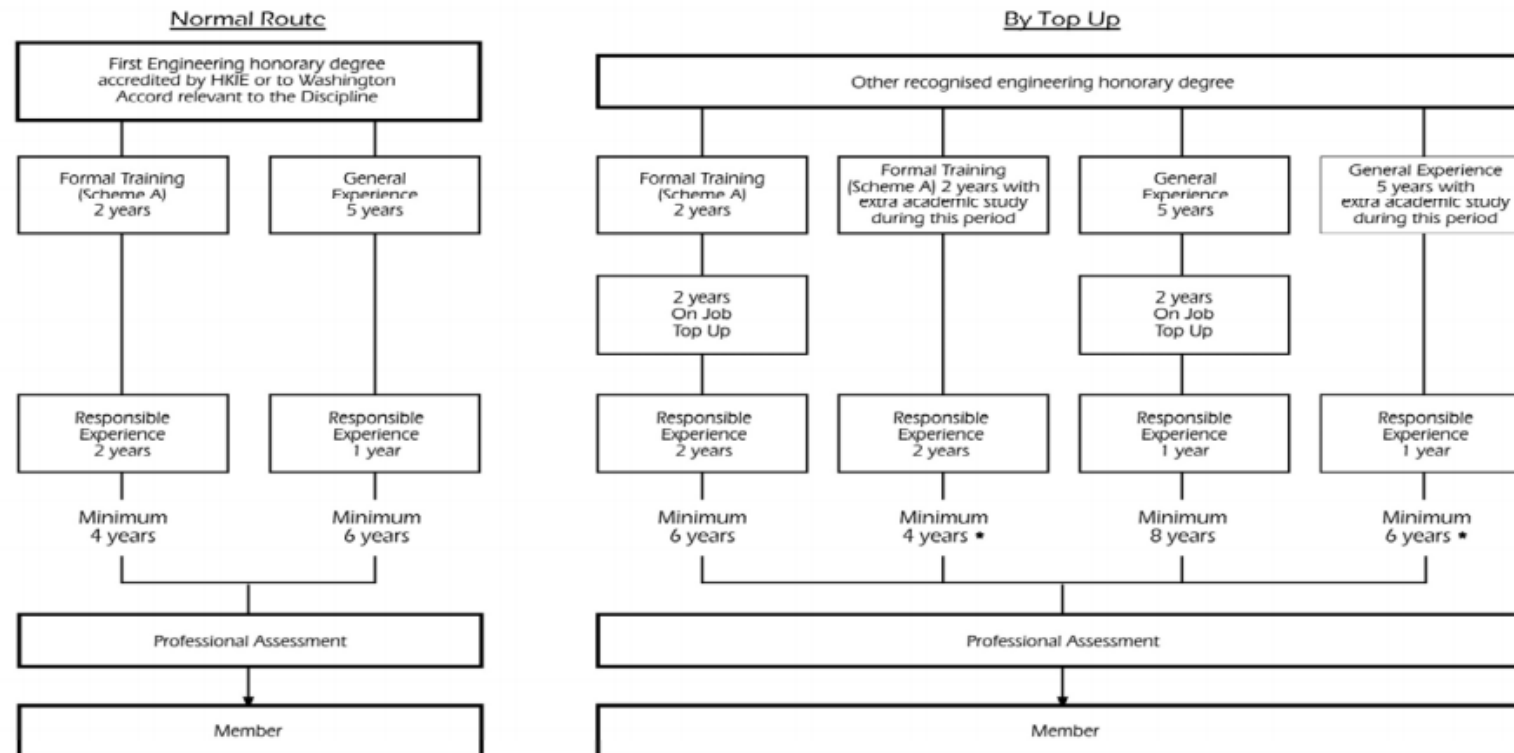 Normal Route
First Engineering honorary degree
accredited by HKIE or to Washington
Accord relevant to the Discipline
Formal Training
(Scheme A)
2 years
General
Experience
5 years
Responsible
Experience
2 years
Responsible
Experience
1 year
Minimum
4 years
Minimum
6 years
Professional Assessment
Member
By Top Up
Other recognised engineering honorary degree
Formal Training
(Scheme A)
2 years
Formal Training
(Scheme A) 2 years with
extra academic study
during this period
General
Experience
5 years
General Experience
5 years with
extra academic study
during this period
2 years
On Job
Top Up
2 years
On Job
Top Up
Responsible
Experience
2 years
Responsible
Experience
2 years
Responsible
Experience
1 year
Responsible
Experience
1 year
Minimum
6 years
Minimum
4 years *
Minimum
8 years
Minimum
6 years *
Professional Assessment
Member